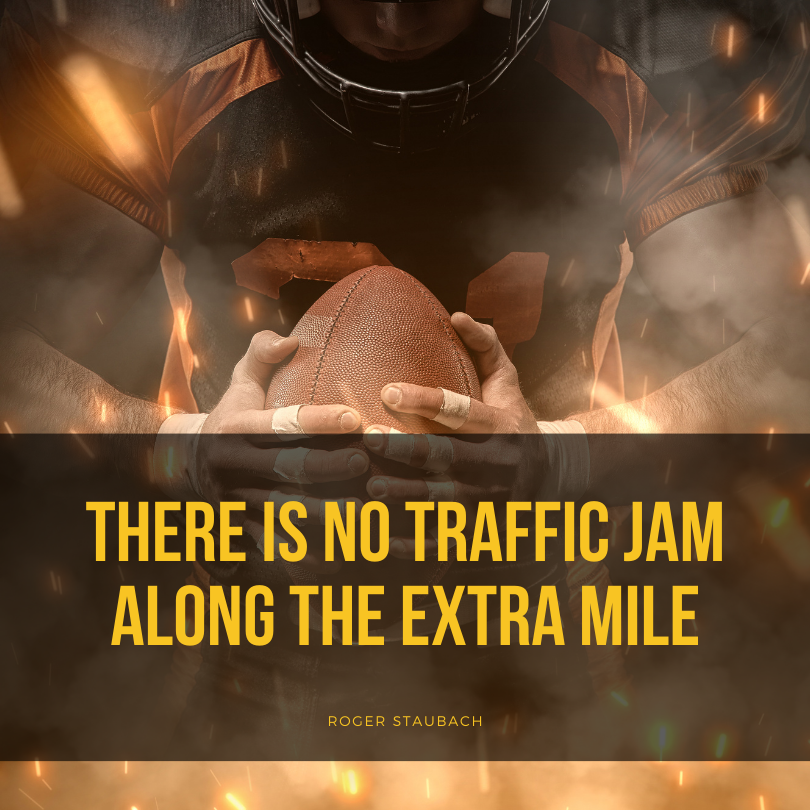 THERE IS NO TRAFFIC JAM
ALONG THE EXTRA MILE
ROGER STAUBACH